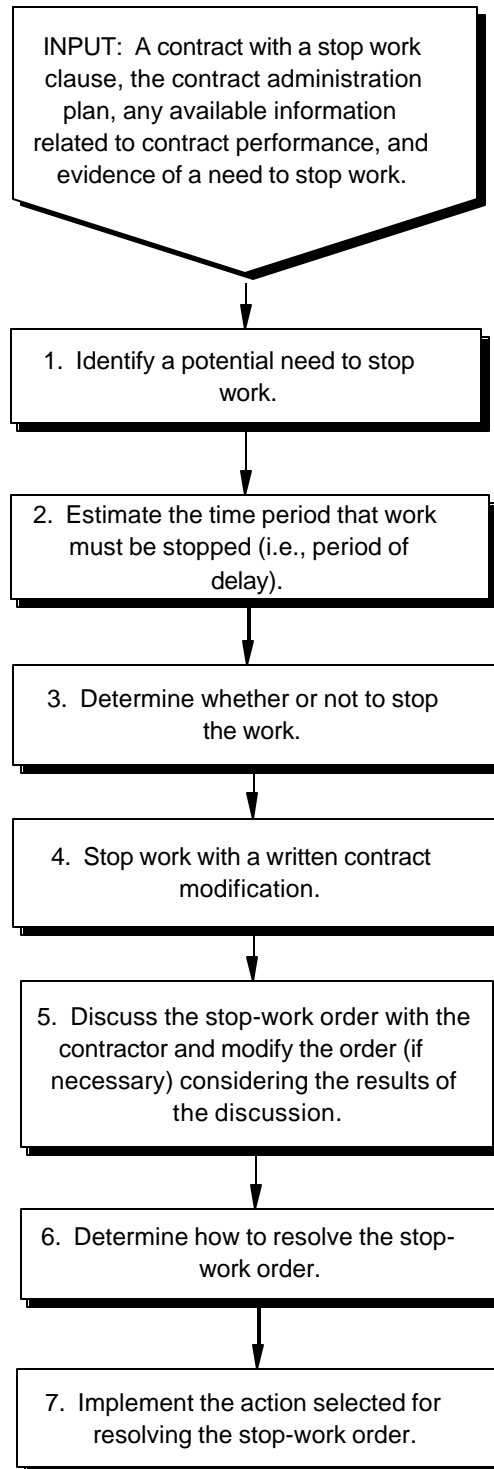 INPUT: A contract with a stop work
clause, the contract administration
plan, any available information
related to contract performance, and
evidence of a need to stop work.
1. Identify a potential need to stop
work.
2. Estimate the time period that work
must be stopped (i.e., period of
delay).
3. Determine whether or not to stop
the work.
4. Stop work with a written contract
modification.
5. Discuss the stop-work order with the
contractor and modify the order (if
necessary) considering the results of
the discussion.
6. Determine how to resolve the stop-
work order.
7. Implement the action selected for
resolving the stop-work order.